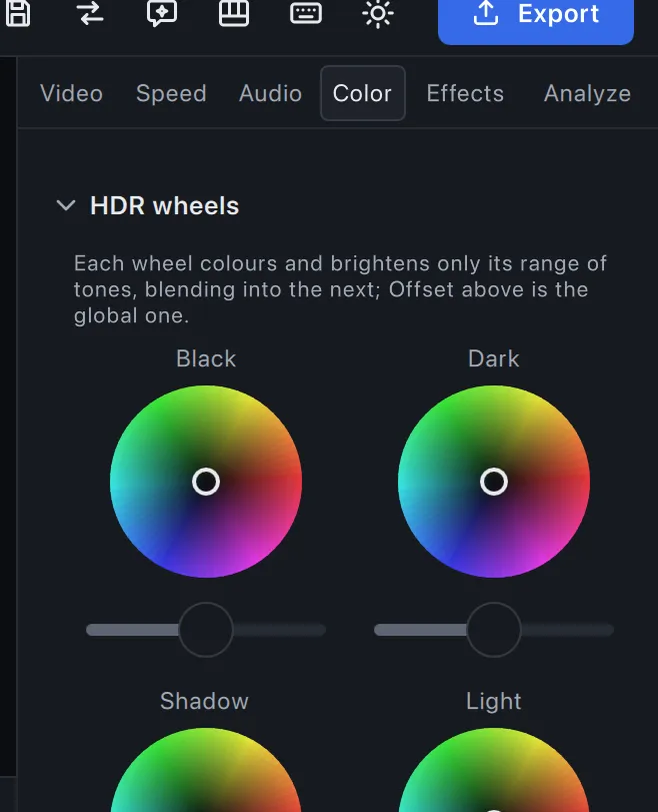 Export
Video Speed Audio Color Effects Analyze
HDR wheels
Each wheel colours and brightens only its range of
tones, blending into the next; Offset above is the
global one.
Black Dark
Shadow Light